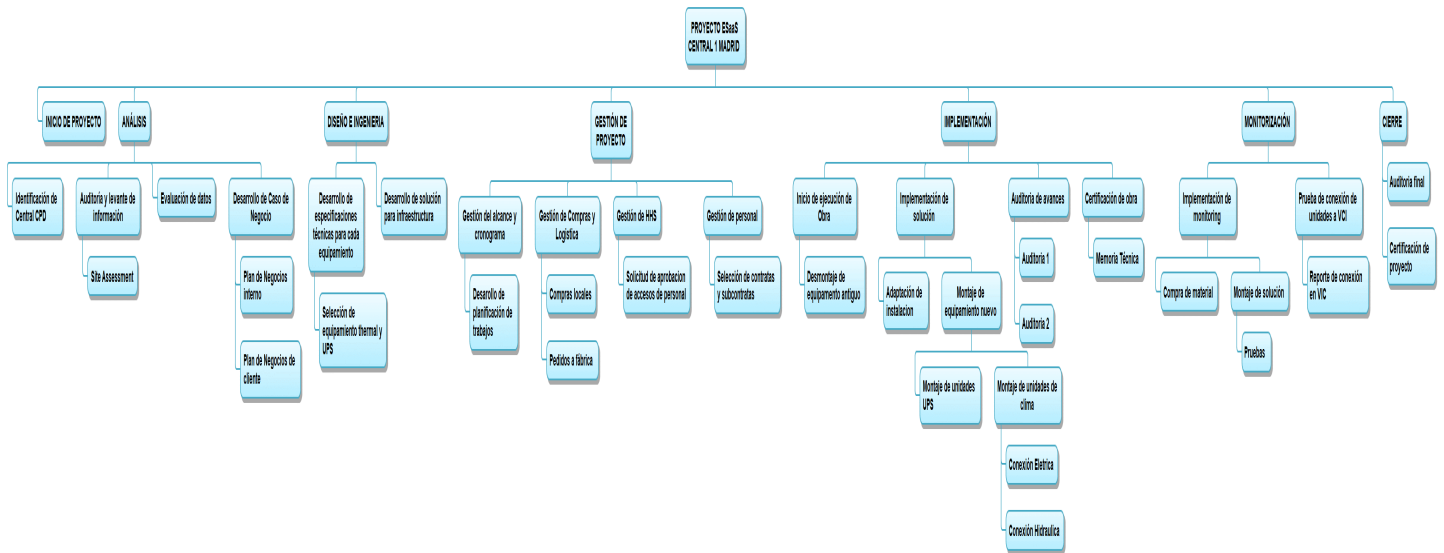 PROYECTO ESaaS
CENTRAL 1 MADRID
INICIO DE PROYECTO
ANÁLISIS
DISEÑO E INGENIERIA
GESTIÓN DE
PROYECTO
IMPLEMENTACIÓN
MONITORIZACIÓN
CIERRE
Identificación de
Central CPD
Auditoria y levante de
información
Site Assessment
Evaluación de datos
Desarrollo de Caso de
Negocio
Plan de Negocios
interno
Plan de Negocios de
cliente
Desarrollo de
especificaciones
técnicas para cada
equipamiento
Selección de
equipamiento thermal y
UPS
Desarrollo de solución
para infraestructura
Gestión del alcance y
cronograma
Desarollo de
planificación de
trabajos
Gestión de Compras y
Logística
Compras locales
Pedidos a fábrica
Gestión de HHS
Solicitud de aprobacion
de accesos de personal
Gestión de personal
Selección de contratas
y subcontratas
Inicio de ejecución de
Obra
Desmontaje de
equipamento antiguo
Implementación de
solución
Adaptación de
instalacion
Montaje de
equipamento nuevo
Montaje de unidades
UPS
Montaje de unidades de
clima
Conexión Eletrica
Conexión Hidraulica
Auditoria de avances
Auditoria 1
Auditoría 2
Certificación de obra
Memoria Técnica
Implementación de
monitoring
Compra de material
Montaje de solución
Pruebas
Prueba de conexión de
unidades a VCI
Reporte de conexión
en VIC
Auditoria final
Certificación de
proyecto